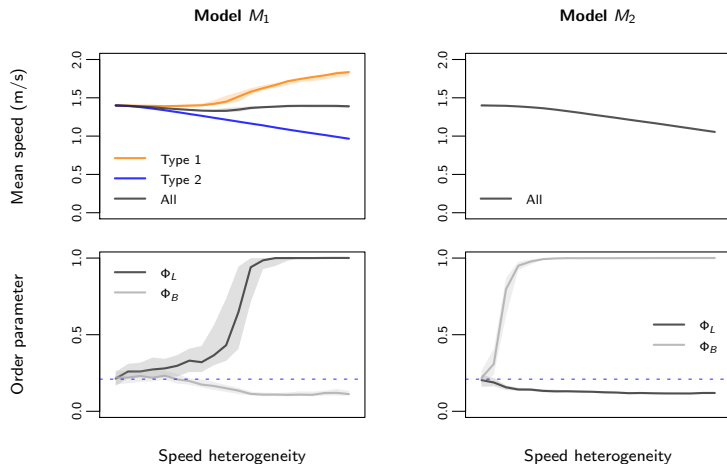 Model M1
Model M2
Mean speed (m/s)
2.0
1.5
1.0
0.5
0.0
Type 1
Type 2
All
2.0
1.5
1.0
0.5
0.0
All
Order parameter
1.0
0.5
0.0
ΦL
ΦB
1.0
0.5
0.0
ΦL
ΦB
Speed heterogeneity
Speed heterogeneity